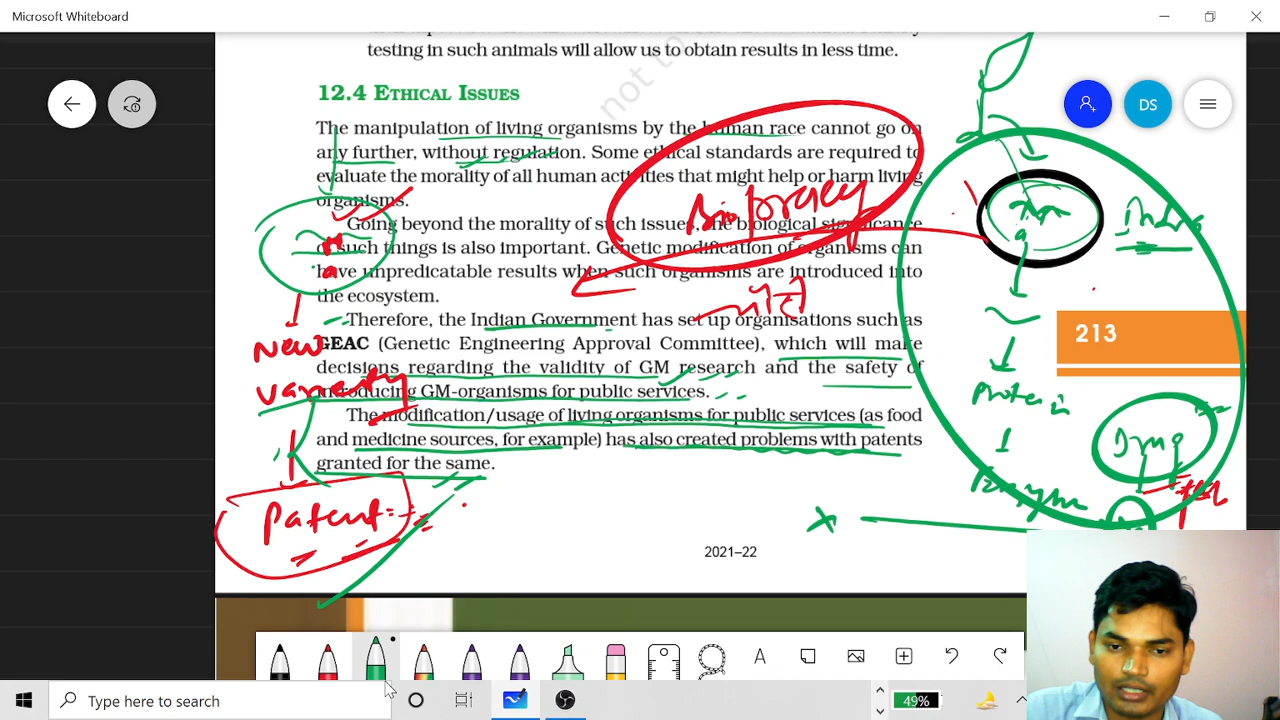 Microsoft Whiteboard
testing in such animals will allow us to obtain results in less time.
not to
12.4 ETHICAL ISSUES
The manipulation of living organisms by the human race cannot go on
any further, without regulation. Some ethical standards are required to
evaluate the morality of all human activities that might help or harm living
organisms.
Going beyond the morality of such issues, the biological significance
of such things is also important. Genetic modification of organisms can
have unpredicatable results when such organisms are introduced into
the ecosystem.
Therefore, the Indian Government has set up organisations such as
GEAC (Genetic Engineering Approval Committee), which will make
decisions regarding the validity of GM research and the safety of
introducing GM-organisms for public services.
The modification/usage of living organisms for public services (as food
and medicine sources, for example) has also created problems with patents
granted for the same.
Biopiracy
New
variety
Patent
DS
213
Protein
Drug
2021–22
A
Type here to search
49%